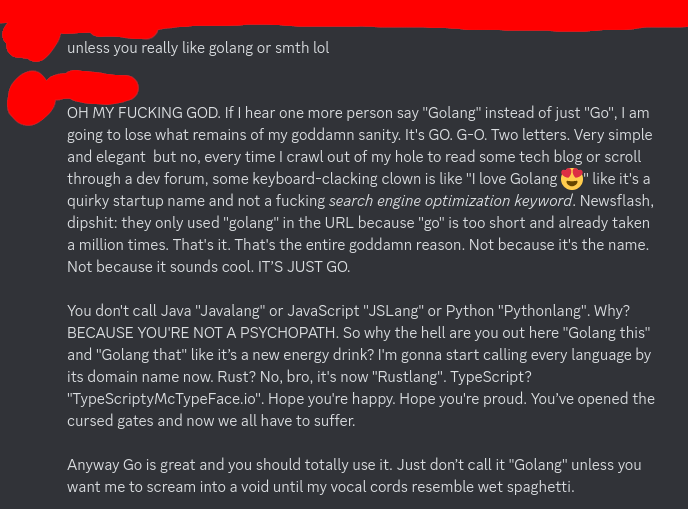 unless you really like golang or smth lol
OH MY FUCKING GOD. If I hear one more person say "Golang" instead of just "Go", I am
going to lose what remains of my goddamn sanity. It's GO. G-O. Two letters. Very simple
and elegant  but no, every time I crawl out of my hole to read some tech blog or scroll
through a dev forum, some keyboard-clacking clown is like "I love Golang 😍" like it's a
quirky startup name and not a fucking search engine optimization keyword. Newsflash,
dipshit: they only used "golang" in the URL because "go" is too short and already taken
a million times. That's it. That's the entire goddamn reason. Not because it's the name.
Not because it sounds cool. IT’S JUST GO.
You don't call Java "Javalang" or JavaScript "JSLang" or Python "Pythonlang". Why?
BECAUSE YOU'RE NOT A PSYCHOPATH. So why the hell are you out here "Golang this"
and "Golang that" like it’s a new energy drink? I'm gonna start calling every language by
its domain name now. Rust? No, bro, it's now "Rustlang". TypeScript?
"TypeScriptyMcTypeFace.io". Hope you're happy. Hope you're proud. You’ve opened the
cursed gates and now we all have to suffer.
Anyway Go is great and you should totally use it. Just don’t call it "Golang" unless you
want me to scream into a void until my vocal cords resemble wet spaghetti.